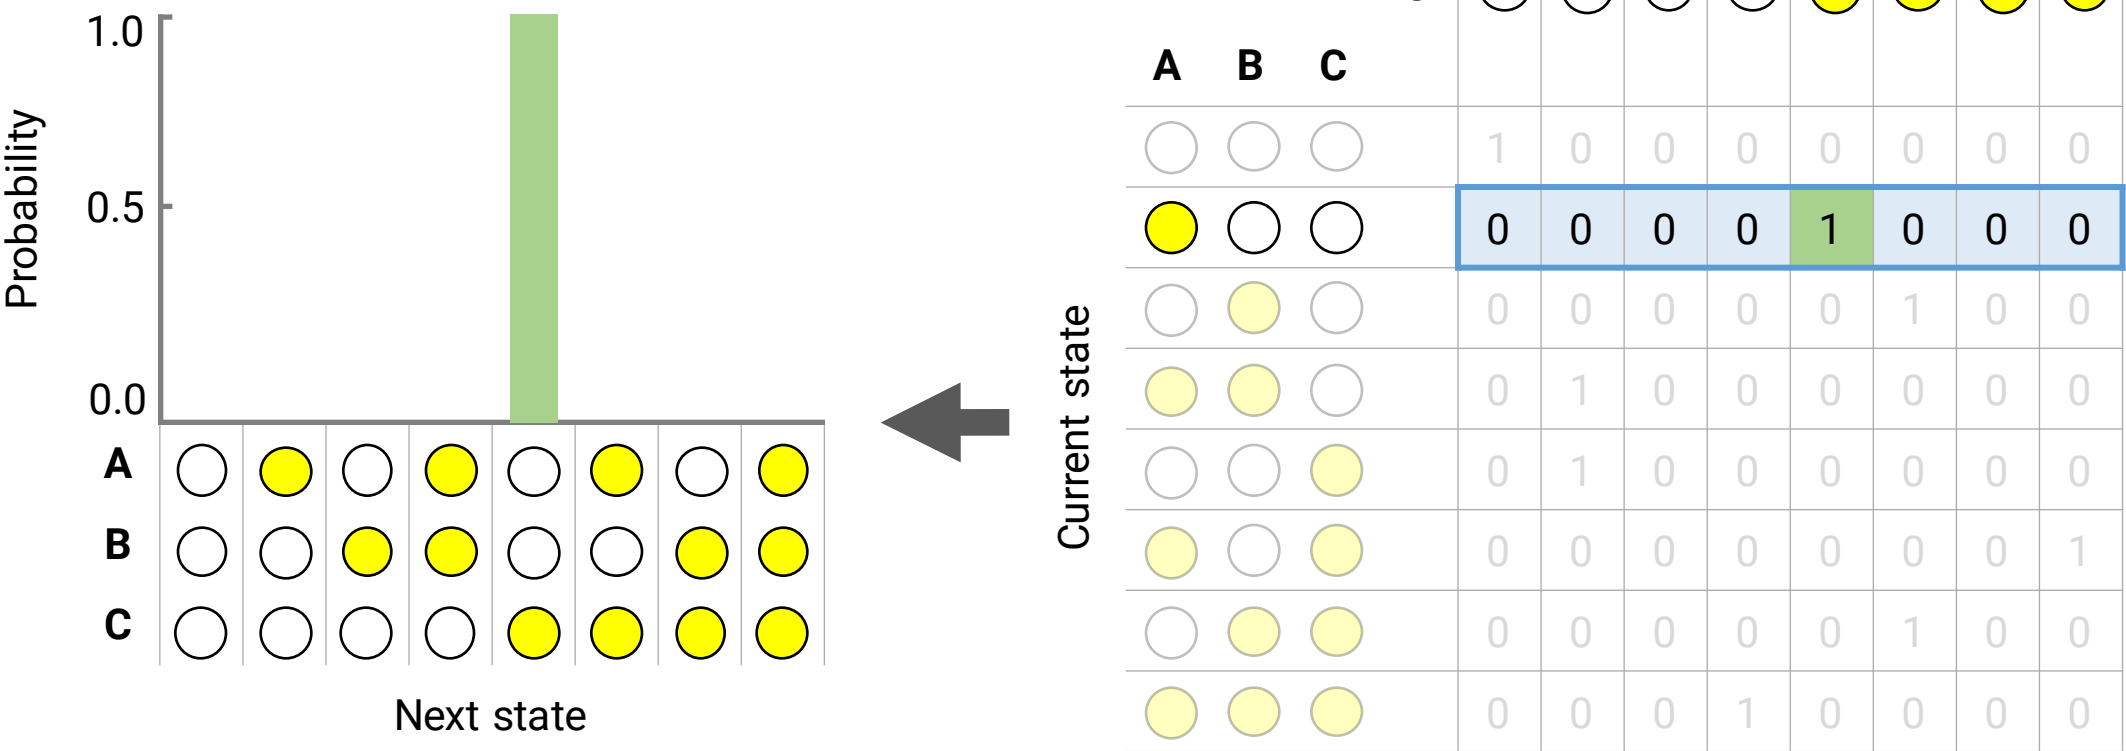 1.0
0.5
0.0
Probability
A
B
C
Next state
A B C
Current state
1 0 0 0 0 0 0 0
0 0 0 0 1 0 0 0
0 0 0 0 0 1 0 0
0 1 0 0 0 0 0 0
0 1 0 0 0 0 0 0
0 0 0 0 0 0 0 1
0 0 0 0 0 1 0 0
0 0 0 1 0 0 0 0